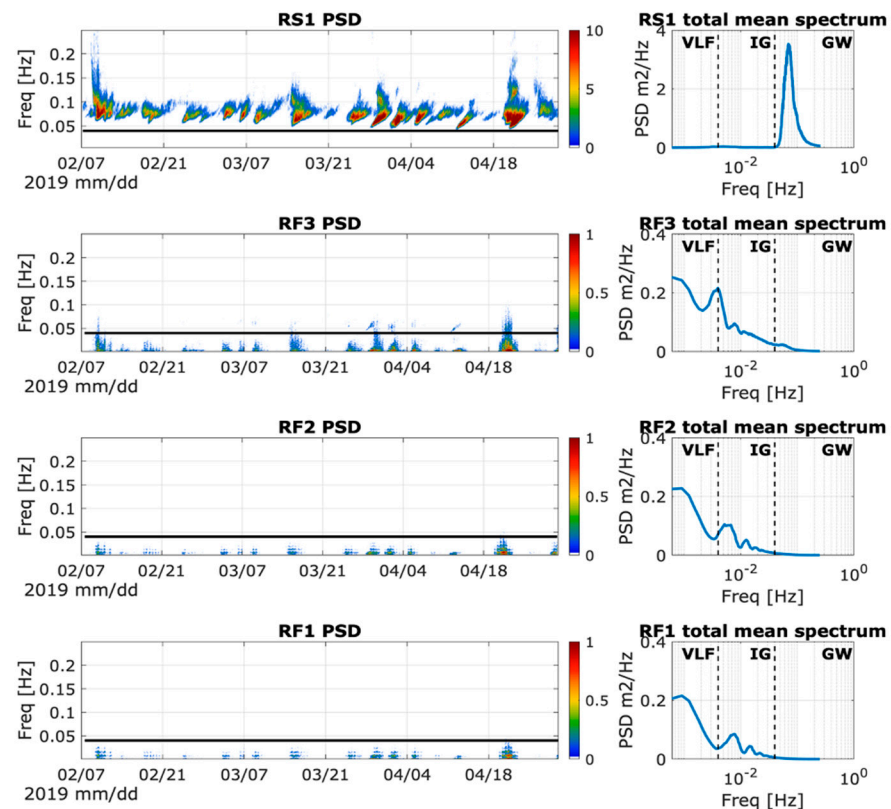 RS1 PSD
Freq [Hz]
0.2
0.15
0.1
0.05
02/07 02/21 03/07 03/21 04/04 04/18
2019 mm/dd
10
5
0
RS1 total mean spectrum
PSD m2/Hz
4
2
0
VLF IG GW
10-2 100
Freq [Hz]
RF3 PSD
Freq [Hz]
0.2
0.15
0.1
0.05
02/07 02/21 03/07 03/21 04/04 04/18
2019 mm/dd
1
0.5
0
RF3 total mean spectrum
PSD m2/Hz
0.4
0.2
0
VLF IG GW
10-2 100
Freq [Hz]
RF2 PSD
Freq [Hz]
0.2
0.15
0.1
0.05
02/07 02/21 03/07 03/21 04/04 04/18
2019 mm/dd
1
0.5
0
RF2 total mean spectrum
PSD m2/Hz
0.4
0.2
0
VLF IG GW
10-2 100
Freq [Hz]
RF1 PSD
Freq [Hz]
0.2
0.15
0.1
0.05
02/07 02/21 03/07 03/21 04/04 04/18
2019 mm/dd
1
0.5
0
RF1 total mean spectrum
PSD m2/Hz
0.4
0.2
0
VLF IG GW
10-2 100
Freq [Hz]